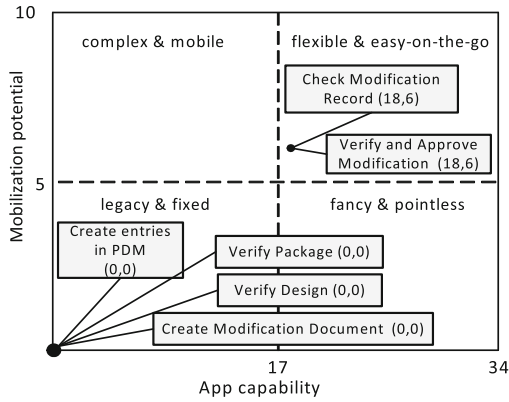 10
complex & mobile
flexible & easy-on-the-go
Check Modification
Record (18,6)
Verify and Approve
Modification (18,6)
Mobilization potential
5
legacy & fixed
fancy & pointless
Create entries
in PDM
(0,0)
Verify Package (0,0)
Verify Design (0,0)
Create Modification Document (0,0)
17
34
App capability